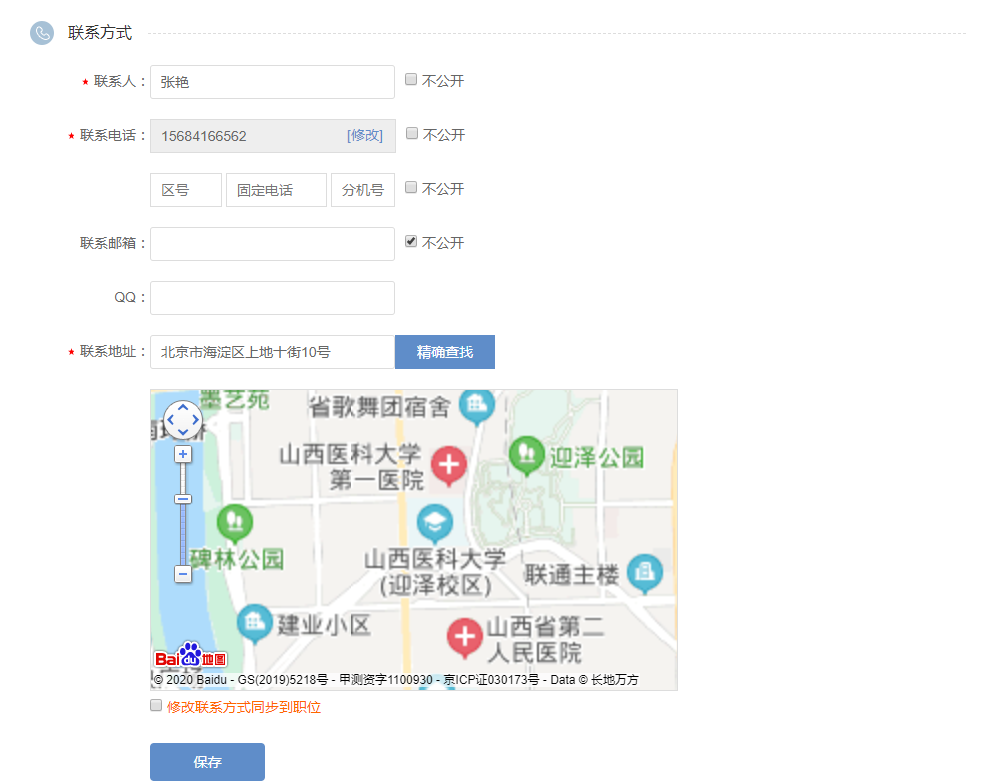 联系方式
★ 联系人： 张艳 不公开
★ 联系电话： 15684166562 [修改] 不公开
区号 固定电话 分机号 不公开
联系邮箱： 不公开
QQ：
★ 联系地址： 北京市海淀区上地十街10号 精确查找
墨艺苑
省歌舞团宿舍
山西医科大学
第一医院
迎泽公园
碑林公园
山西医科大学
(迎泽校区)
联通主楼
建业小区
山西省第二
人民医院
Bai du 地图
© 2020 Baidu - GS(2019)5218号 - 甲测资字1100930 - 京ICP证030173号 - Data © 长地万方
修改联系方式同步到职位
保存